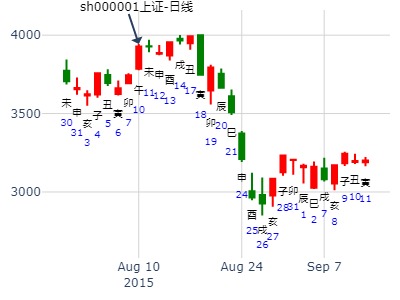 sh000001上证-日线
4000
3500
3000
未
30
申
31
亥
3
子
4
丑
5
寅
6
卯
7
午
10
未
11
申
12
酉
13
戌
14
丑
17
寅
18
卯
19
辰
20
巳
21
申
24
酉
25
戌
26
亥
27
子
28
卯
31
辰
1
巳
2
戌
7
亥
8
子
9
丑
10
寅
11
Aug 10
2015
Aug 24
Sep 7